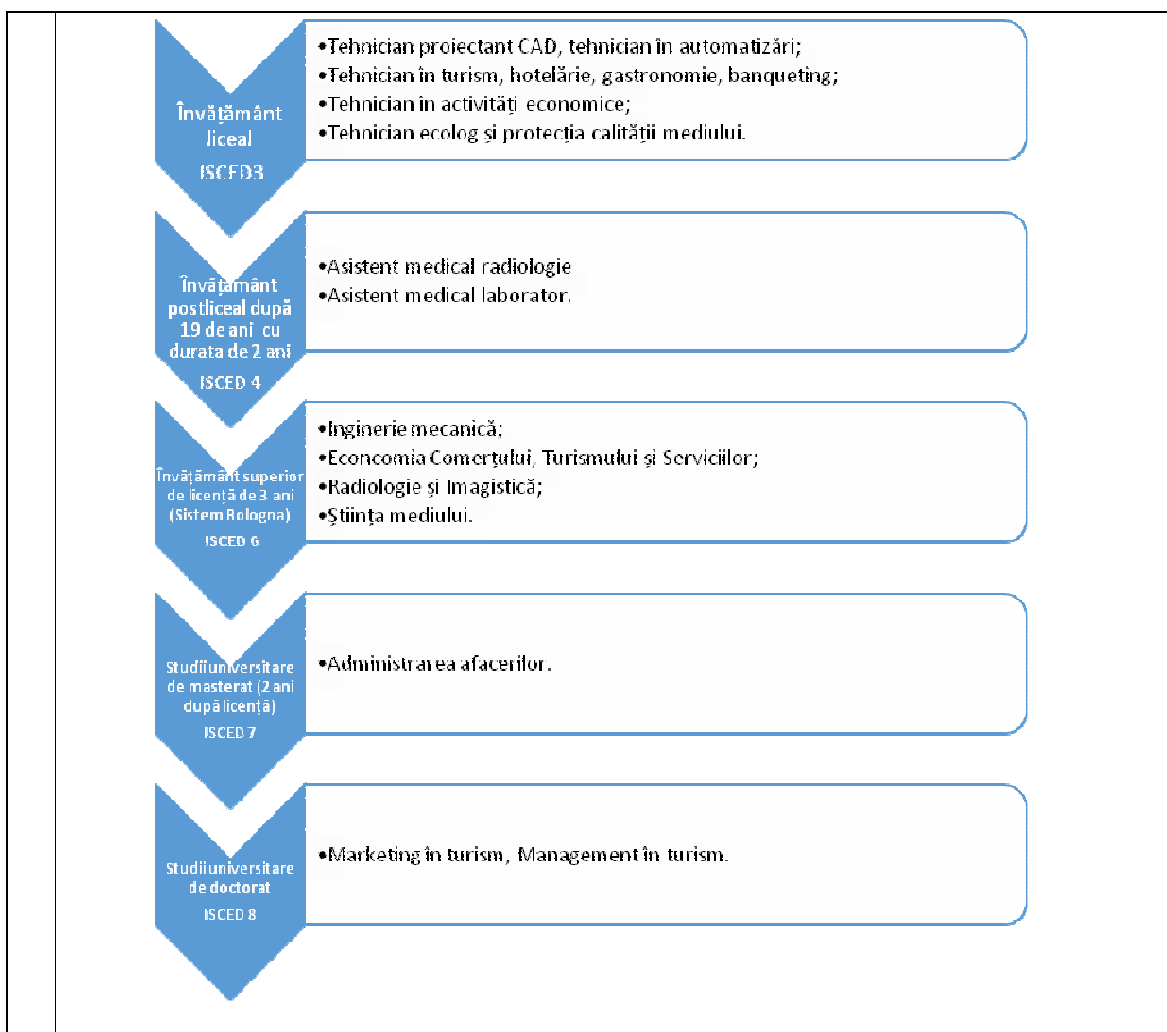 Învățământ
liceal
ISCED3
•Tehnician proiectant CAD, tehnician în automatizări;
•Tehnician în turism, hotelărie, gastronomie, banqueting;
•Tehnician în activități economice;
•Tehnician ecolog și protecția calității mediului.
Învățământ
postliceal după
19 de ani cu
durata de 2 ani
ISCED 4
•Asistent medical radiologie
•Asistent medical laborator.
Învățământ superior
de licență de 3 ani
(Sistem Bologna)
ISCED 6
•Inginerie mecanică;
•Economia Comerțului, Turismului și Serviciilor;
•Radiologie și Imagistică;
•Știința mediului.
Studii universitare
de masterat (2 ani
după licență)
ISCED 7
•Administrarea afacerilor.
Studii universitare
de doctorat
ISCED 8
•Marketing în turism, Management în turism.